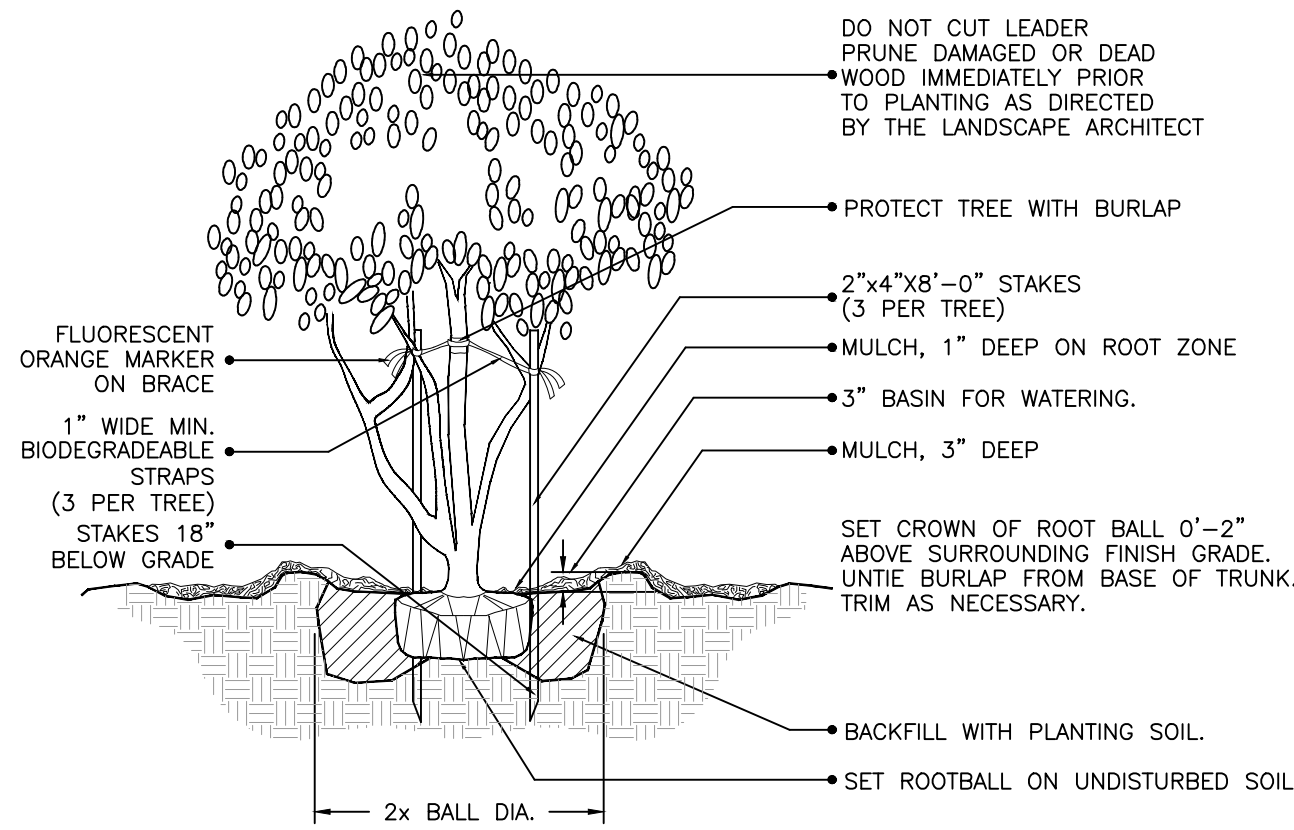 DO NOT CUT LEADER
PRUNE DAMAGED OR DEAD
WOOD IMMEDIATELY PRIOR
TO PLANTING AS DIRECTED
BY THE LANDSCAPE ARCHITECT
PROTECT TREE WITH BURLAP
2"x4"X8'-0" STAKES
(3 PER TREE)
MULCH, 1" DEEP ON ROOT ZONE
3" BASIN FOR WATERING.
MULCH, 3" DEEP
SET CROWN OF ROOT BALL 0'-2"
ABOVE SURROUNDING FINISH GRADE.
UNTIE BURLAP FROM BASE OF TRUNK.
TRIM AS NECESSARY.
BACKFILL WITH PLANTING SOIL.
SET ROOTBALL ON UNDISTURBED SOIL
FLUORESCENT
ORANGE MARKER
ON BRACE
1" WIDE MIN.
BIODEGRADEABLE
STRAPS
(3 PER TREE)
STAKES 18"
BELOW GRADE
2x BALL DIA.